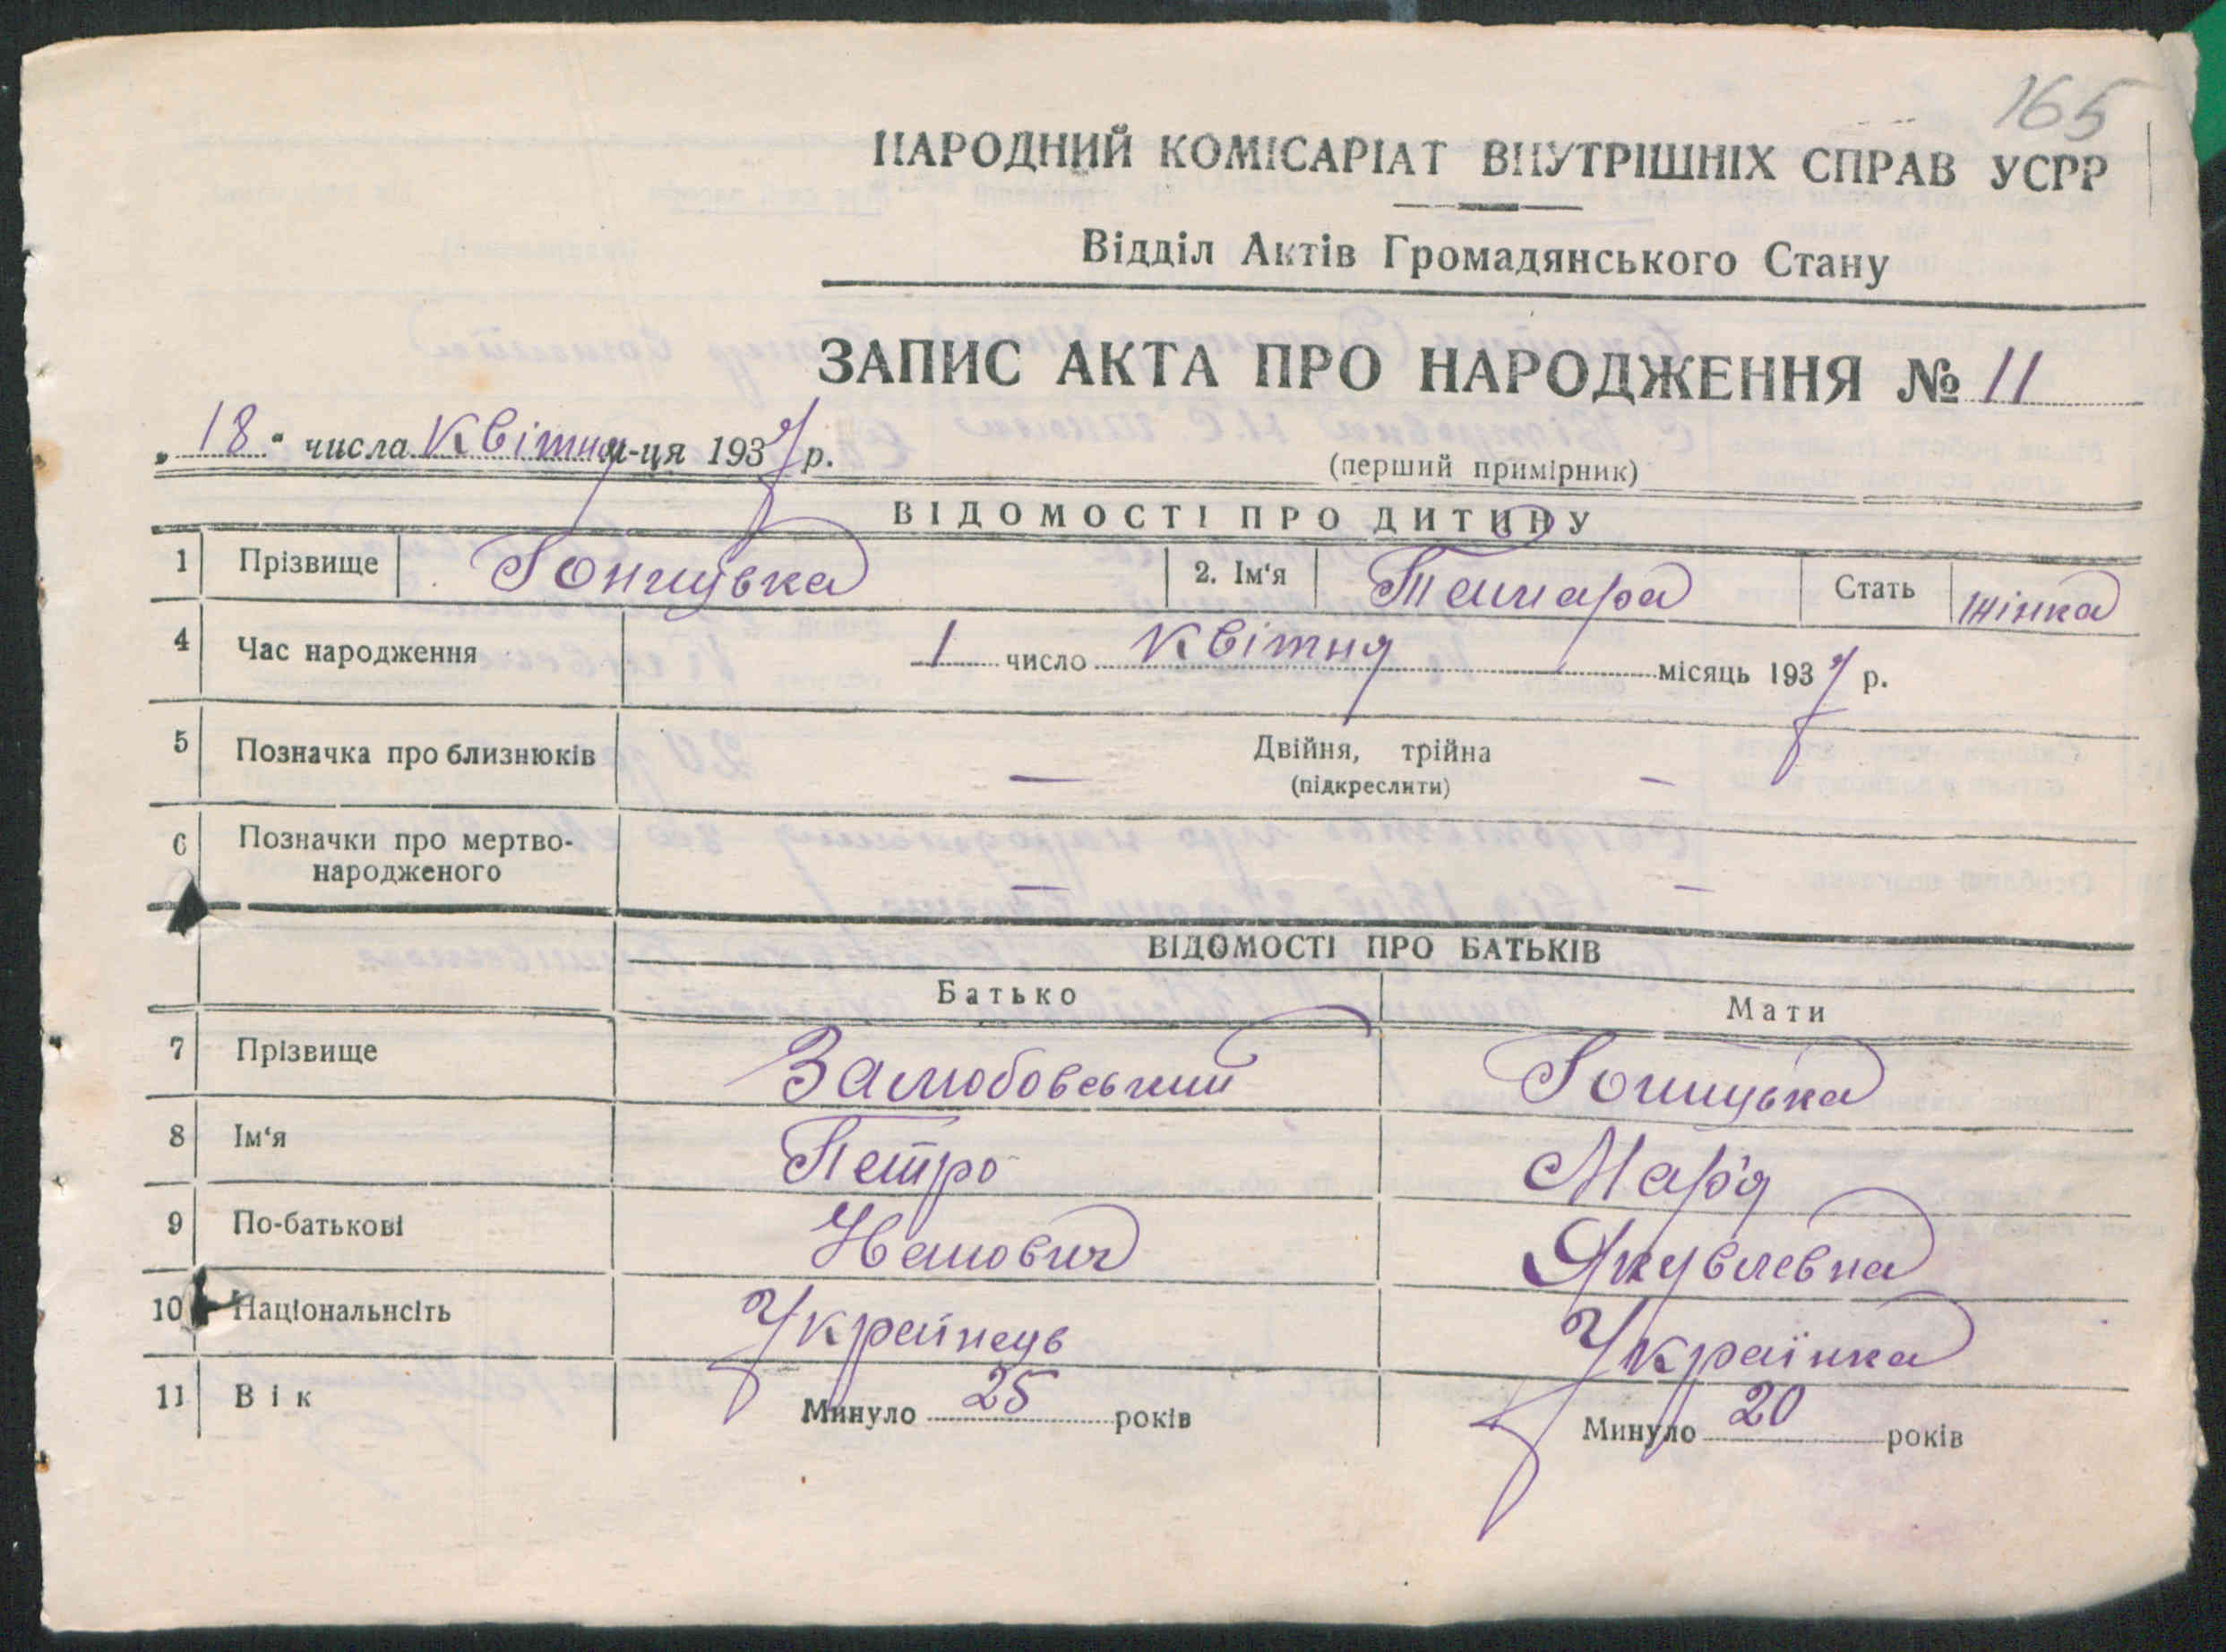 165
НАРОДНИЙ КОМІСАРІАТ ВНУТРІШНІХ СПРАВ УСРР
Відділ Актів Громадянського Стану
ЗАПИС АКТА ПРО НАРОДЖЕННЯ № 11
„18“ числа Квітня м-ця 1937 р.
(перший примірник)
ВІДОМОСТІ ПРО ДИТИНУ
1 Прізвище 2. Ім'я Тамара Стать жінка
4 Час народження 1 число Квітня місяць 1937 р.
5 Позначка про близнюків — Двійня, трійна —
(підкреслити)
6 Позначки про мертво-
народженого — —
ВІДОМОСТІ ПРО БАТЬКІВ
Батько Мати
7 Прізвище Залюбовський
8 Ім'я Петро Мар'я
9 По-батькові Іванович Якувлевна
10 Національнсіть Українець Українка
11 Вік Минуло 25 років Минуло 20 років